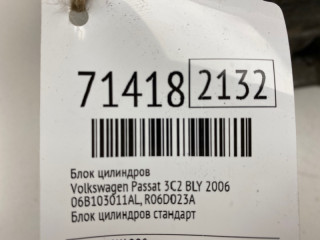 71418 2132
Блок цилиндров
Volkswagen Passat 3C2 BLY 2006
06B103011AL, R06D023A
Блок цилиндров стандарт